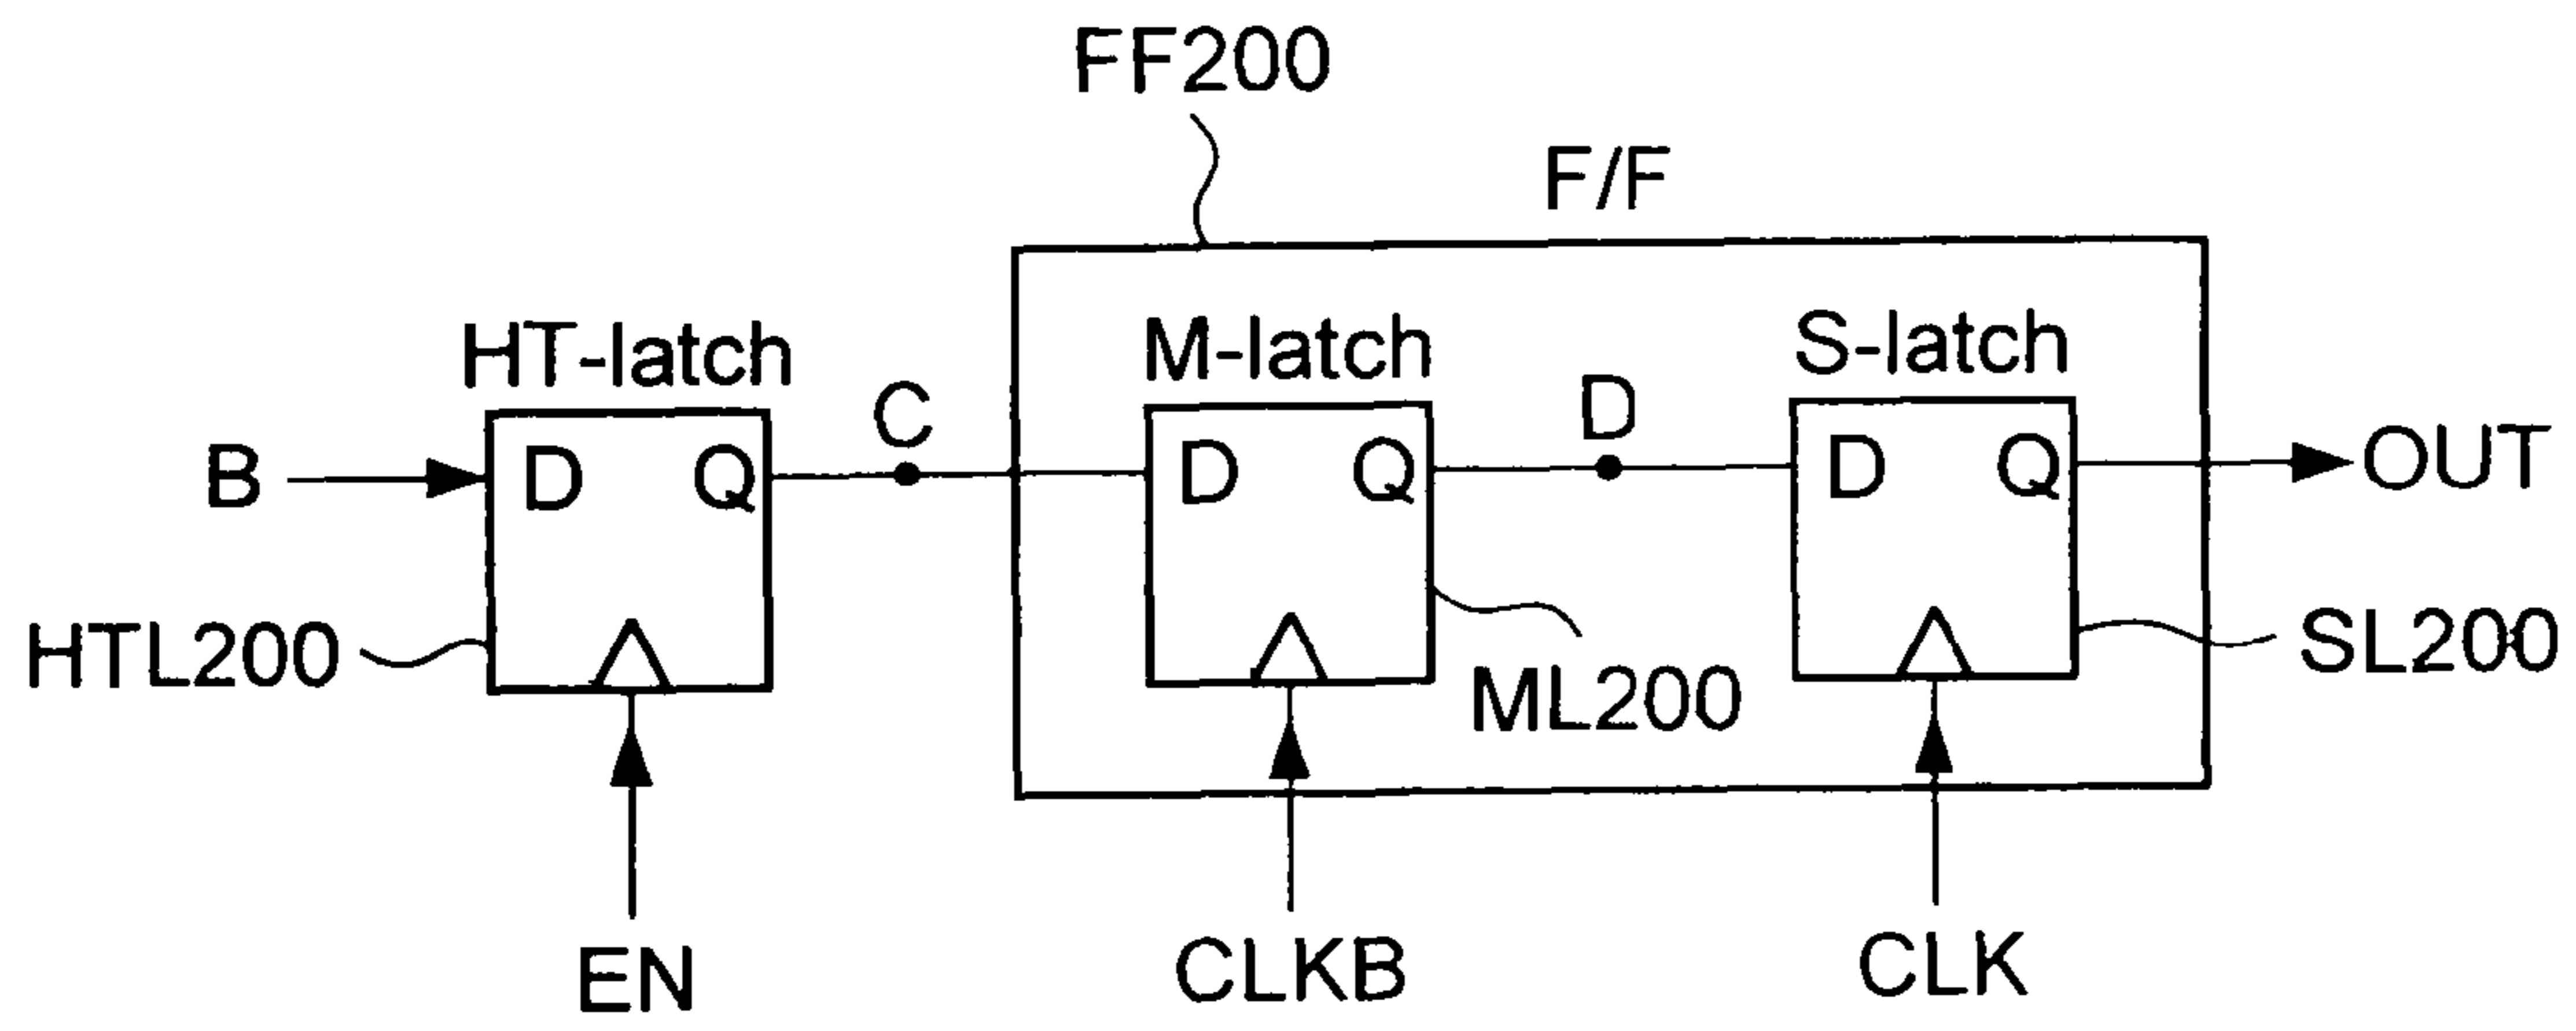 FF200
F/F
HT-latch
M-latch
S-latch
C
D
B
D Q
D Q
D Q
OUT
HTL200
ML200
SL200
EN
CLKB
CLK